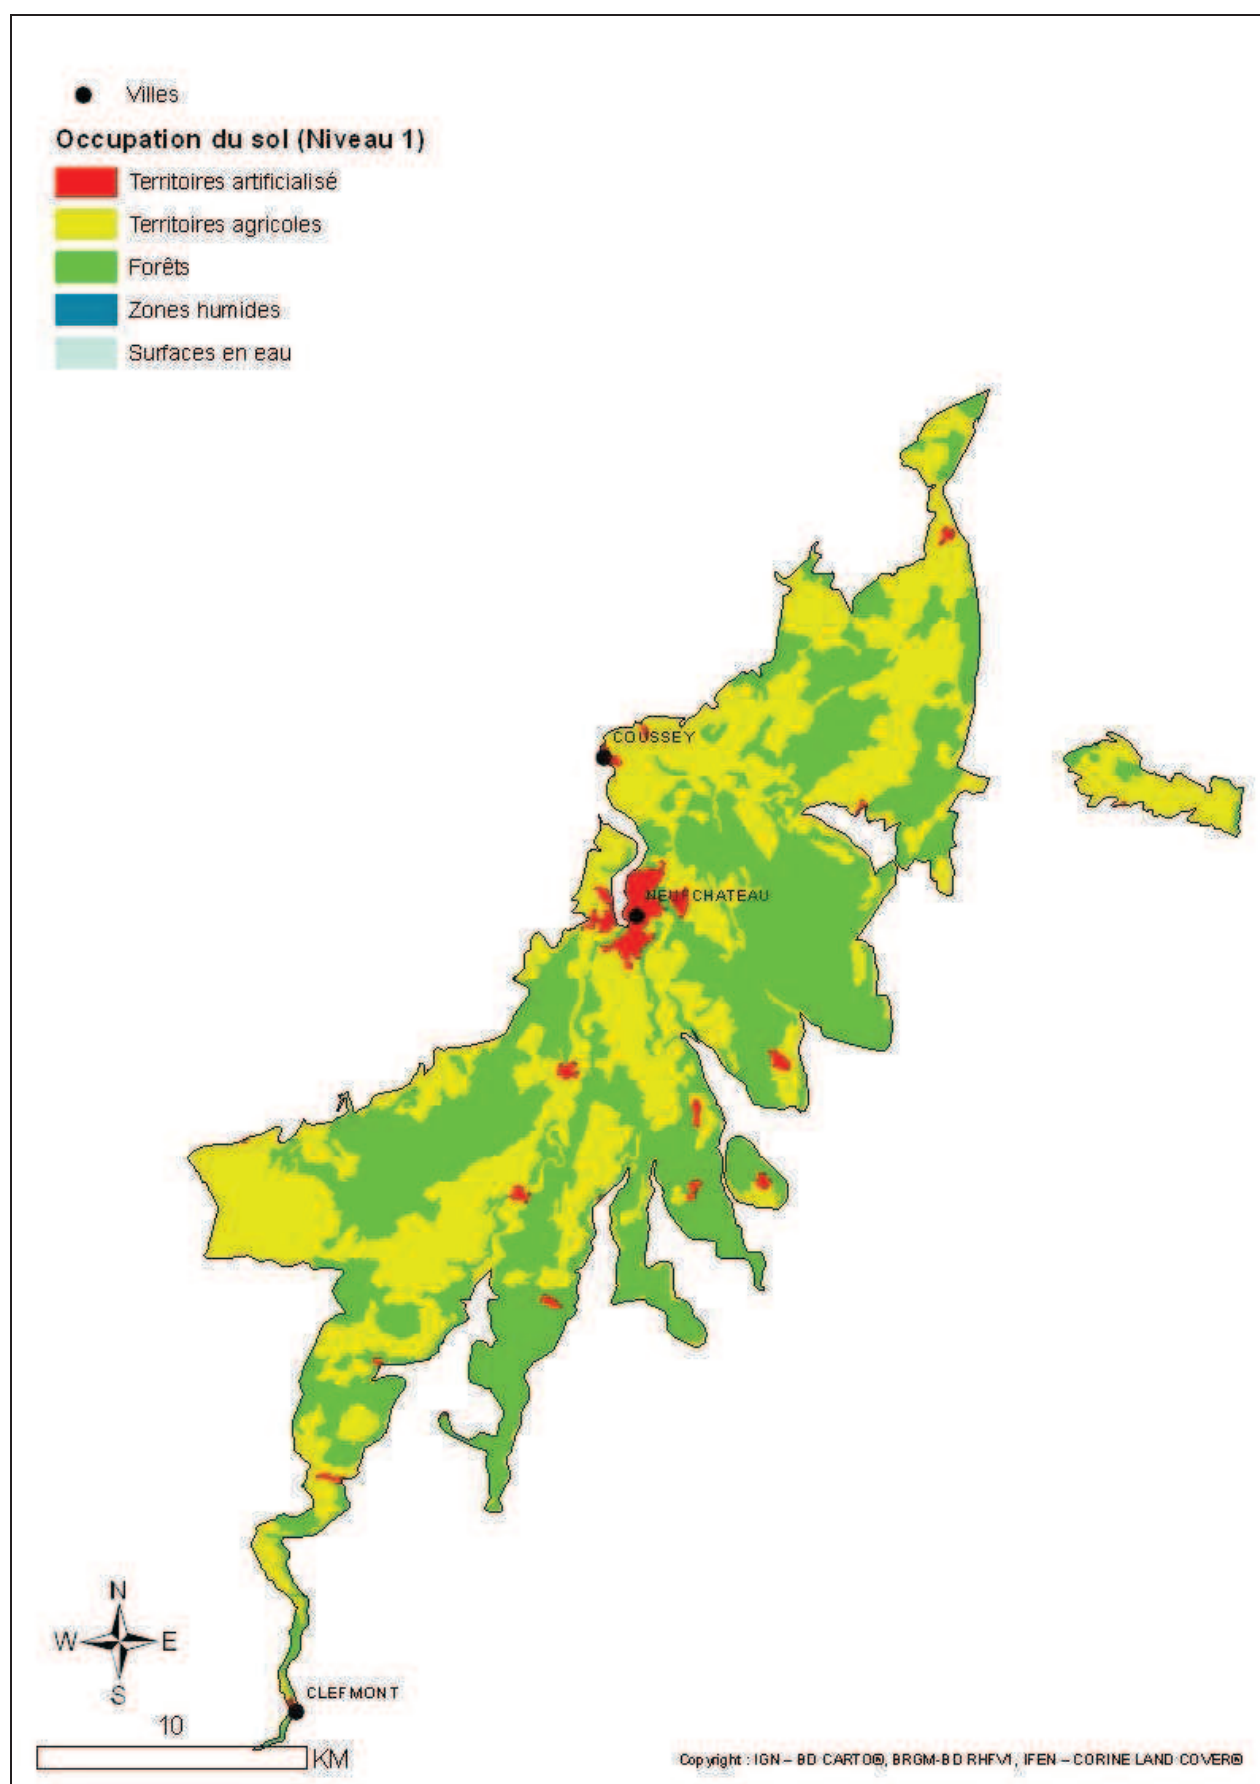 Villes
Occupation du sol (Niveau 1)
Territoires artificialisé
Territoires agricoles
Forêts
Zones humides
Surfaces en eau
COUSSEY
NEUFCHATEAU
N
W E
S
CLEFMONT
10
KM
Copyright : IGN – BD CARTO®, BRGM-BD RHFV1, IFEN – CORINE LAND COVER®